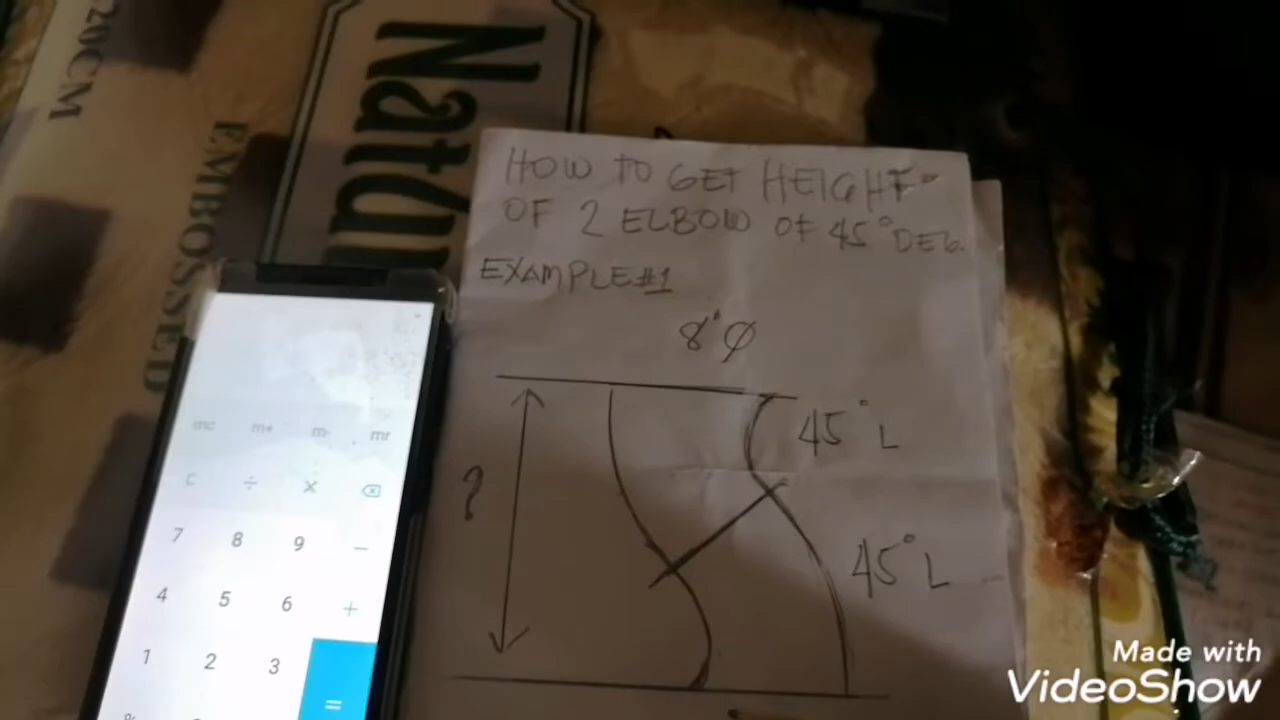 20CM
EMBOSSED
Natu
HOW TO GET HEIGHT
OF 2 ELBOW OF 45° DEG.
EXAMPLE #1
8"Ø
45° L
?
45° L
mc m+ m- mr
C ÷ ×
7 8 9 −
4 5 6 +
1 2 3
% =
Made with
VideoShow